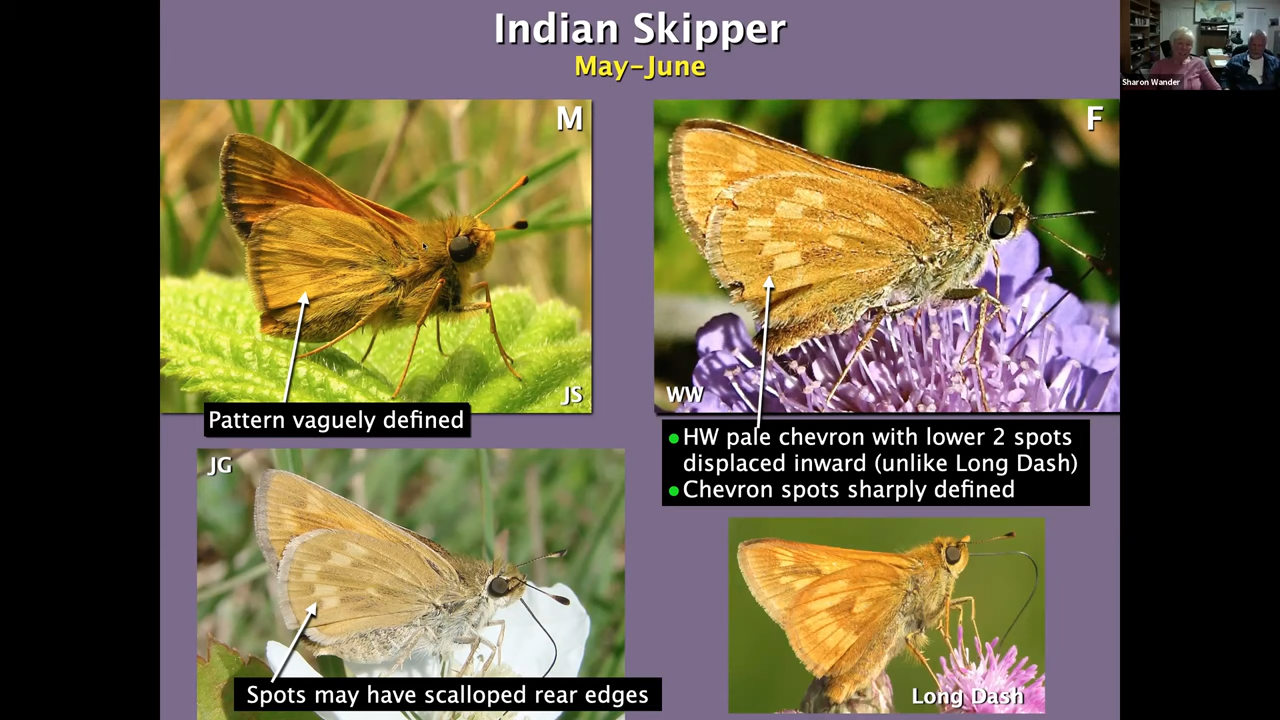 Indian Skipper
May–June
M
JS
Pattern vaguely defined
F
WW
HW pale chevron with lower 2 spots
displaced inward (unlike Long Dash)
Chevron spots sharply defined
JG
Spots may have scalloped rear edges
Long Dash
Sharon Wander